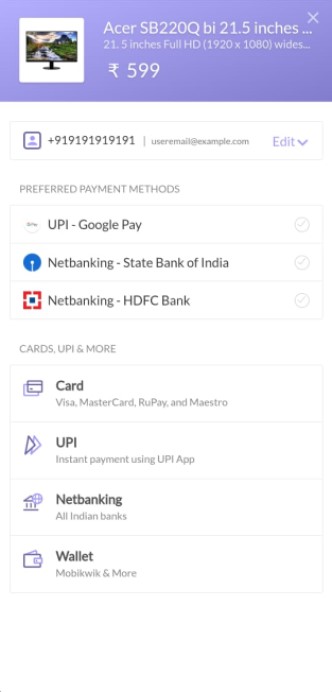 Acer SB220Q bi 21.5 inches ...
21. 5 inches Full HD (1920 x 1080) wides...
₹ 599
+919191919191 | useremail@example.com Edit
PREFERRED PAYMENT METHODS
UPI - Google Pay
Netbanking - State Bank of India
Netbanking - HDFC Bank
CARDS, UPI & MORE
Card
Visa, MasterCard, RuPay, and Maestro
UPI
Instant payment using UPI App
Netbanking
All Indian banks
Wallet
Mobikwik & More